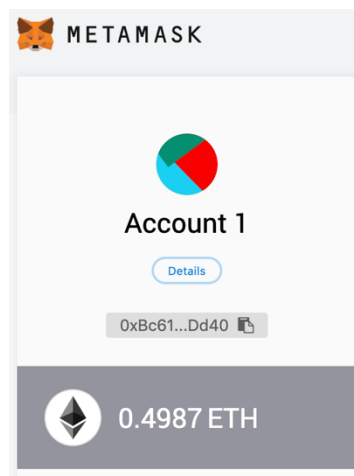 METAMASK
Account 1
Details
0xBc61...Dd40
0.4987 ETH